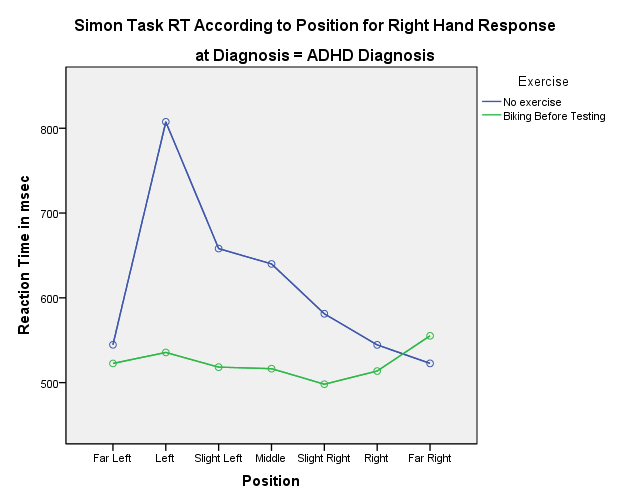 Simon Task RT According to Position for Right Hand Response
at Diagnosis = ADHD Diagnosis
Exercise
No exercise
Biking Before Testing
Reaction Time in msec
800
700
600
500
Far Left Left Slight Left Middle Slight Right Right Far Right
Position